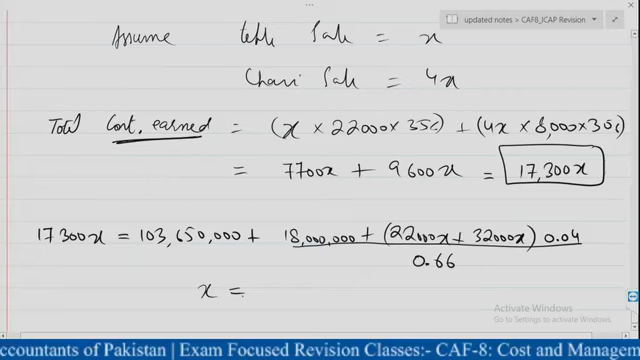 updated notes > CAF8_ICAP Revision
Assume table Sale = x
Chair Sale = 4x
Total Cont. earned = (x × 22000 × 35%) + (4x × 8,000 × 30%)
= 7700x + 9600x = 17,300x
17300x = 103,650,000 + 18,000,000 + (22000x + 32000x) 0.04
0.66
x =
Activate Windows
Go to Settings to activate Windows.
ccountants of Pakistan | Exam Focused Revision Classes:- CAF-8: Cost and Managem